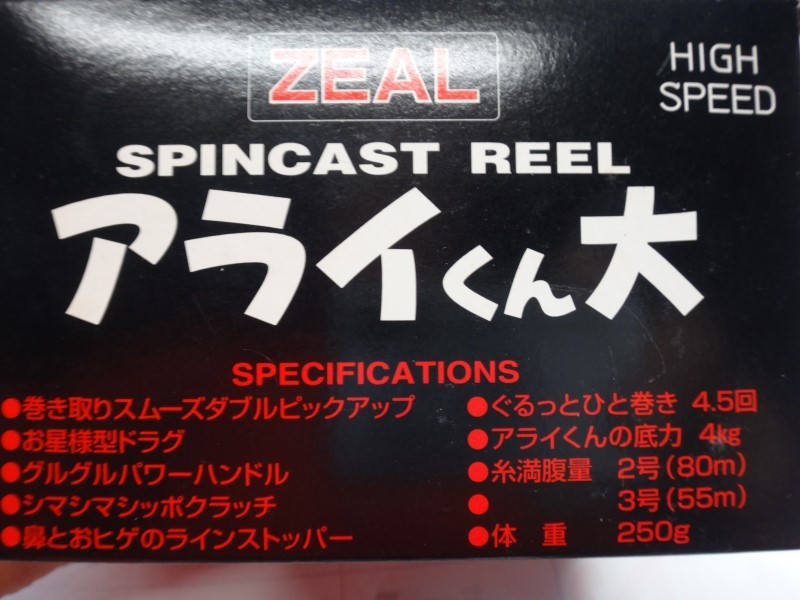 ZEAL
HIGH
SPEED
SPINCAST REEL
アライくん大
SPECIFICATIONS
●巻き取りスムーズダブルピックアップ
●お星様型ドラグ
●グルグルパワーハンドル
●シマシマシッポクラッチ
●鼻とおヒゲのラインストッパー
●ぐるっとひと巻き 4.5回
●アライくんの底力 4kg
●糸満腹量 2号(80m)
● 3号(55m)
●体 重 250g